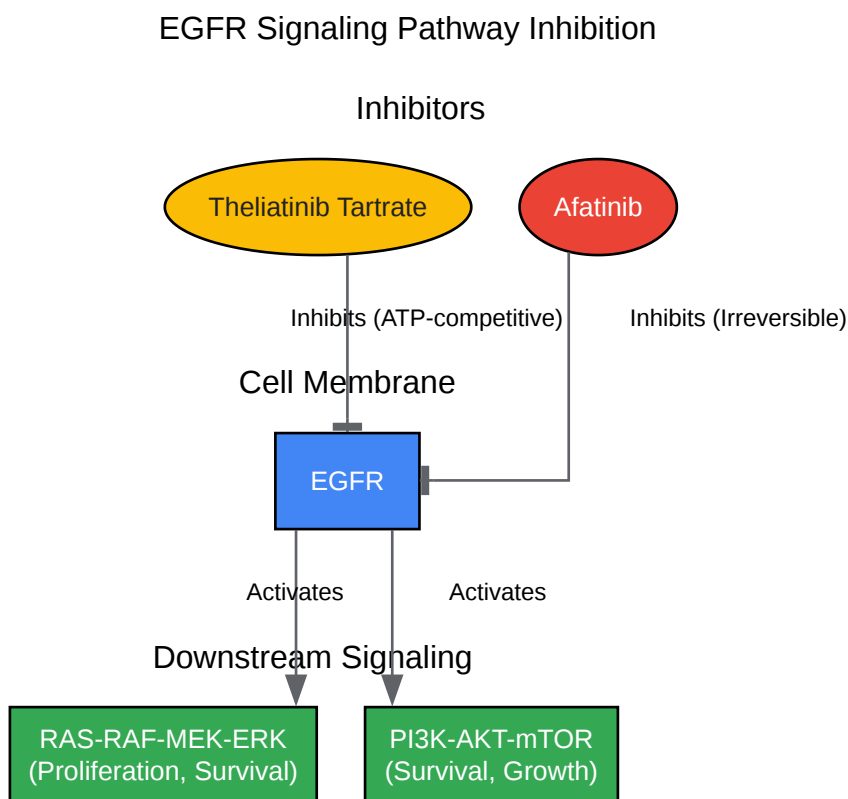 EGFR Signaling Pathway Inhibition
Inhibitors
Theliatinib Tartrate
Afatinib
Inhibits (ATP-competitive)
Inhibits (Irreversible)
Cell Membrane
EGFR
Activates
Activates
Downstream Signaling
RAS-RAF-MEK-ERK
(Proliferation, Survival)
PI3K-AKT-mTOR
(Survival, Growth)